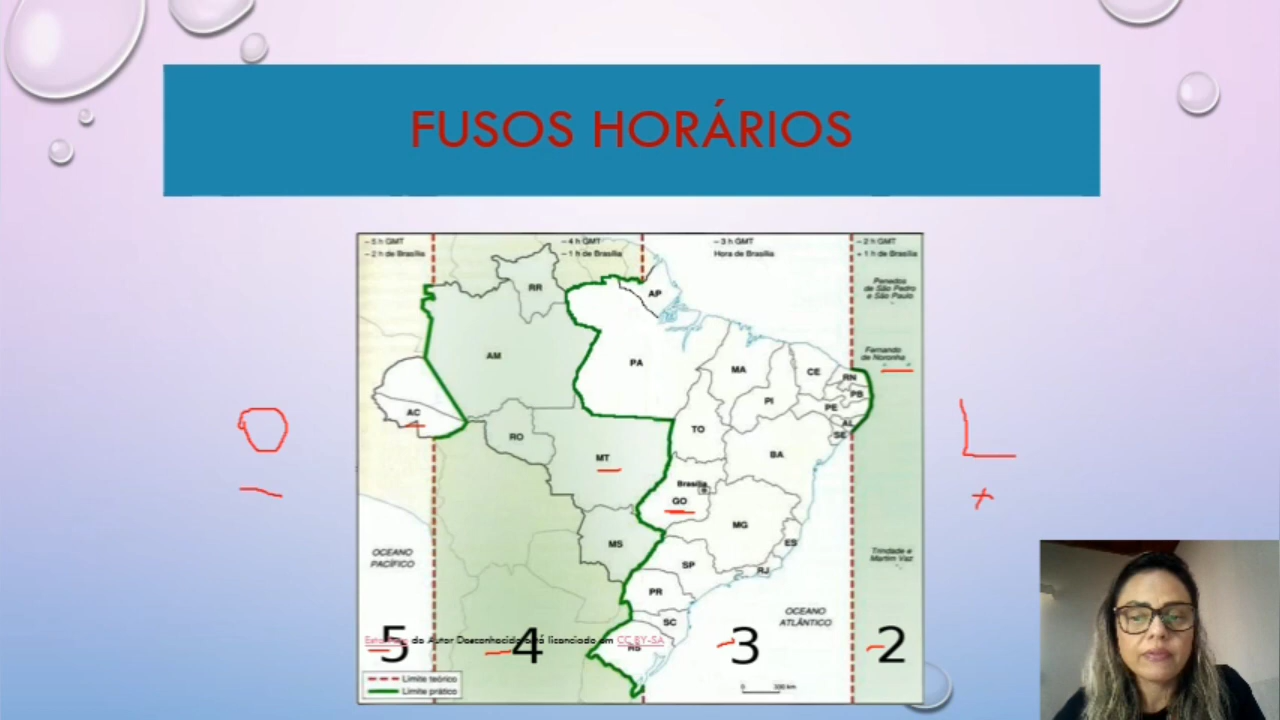 FUSOS HORÁRIOS
– 5 h GMT
– 2 h de Brasília
– 4 h GMT
– 1 h de Brasília
– 3 h GMT
Hora de Brasília
– 2 h GMT
+ 1 h de Brasília
Penedos
de São Pedro
e São Paulo
RR
AP
AM
PA
Fernando
de Noronha
MA
CE
RN
PB
PI
PE
AL
SE
AC
O
L
TO
RO
MT
BA
Brasília
GO
–
+
MG
MS
ES
OCEANO
PACÍFICO
Trindade e
Martim Vaz
SP
RJ
PR
SC
OCEANO
ATLÂNTICO
do Autor Desconhecido está licenciado em CC BY-SA
RS
-5
-4
-3
-2
Limite teórico
Limite prático
0